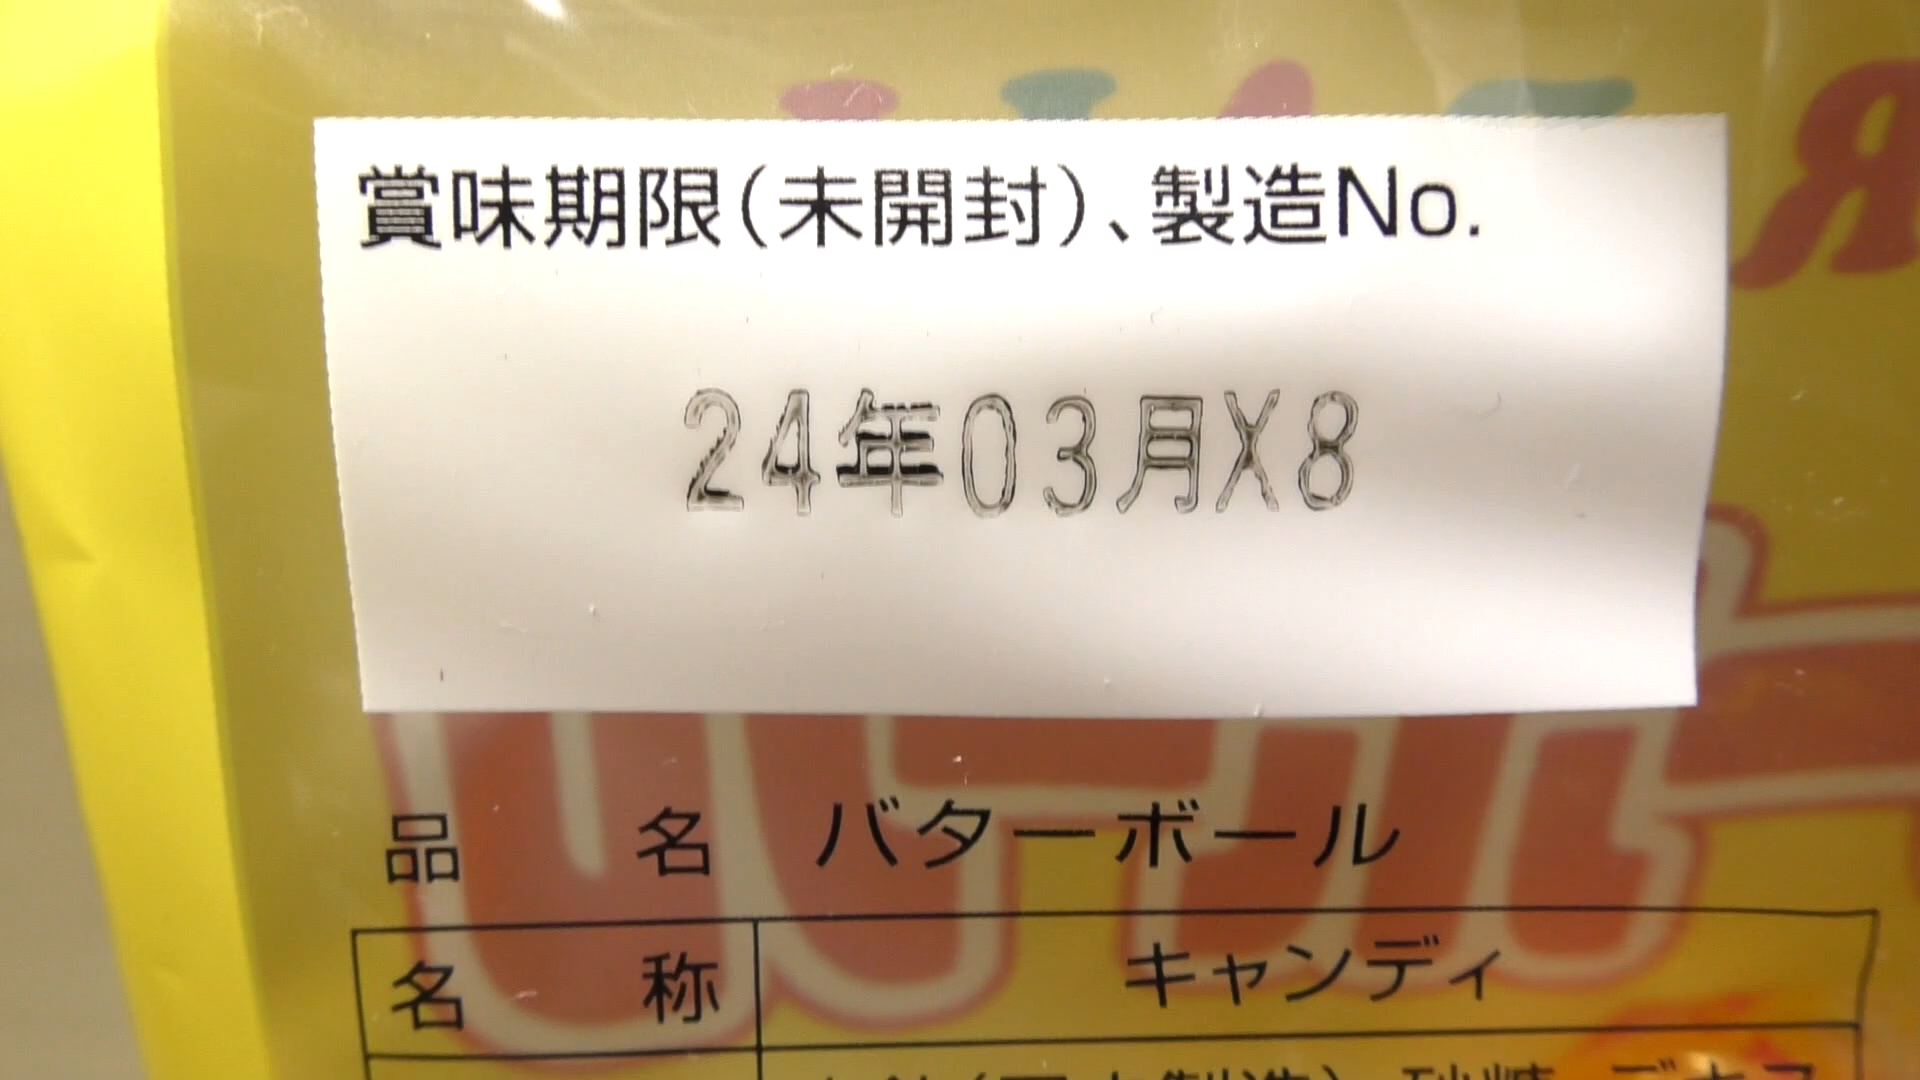 賞味期限(未開封)、製造No.
24年03月X8
品 名 バターボール
名 称 キャンディ